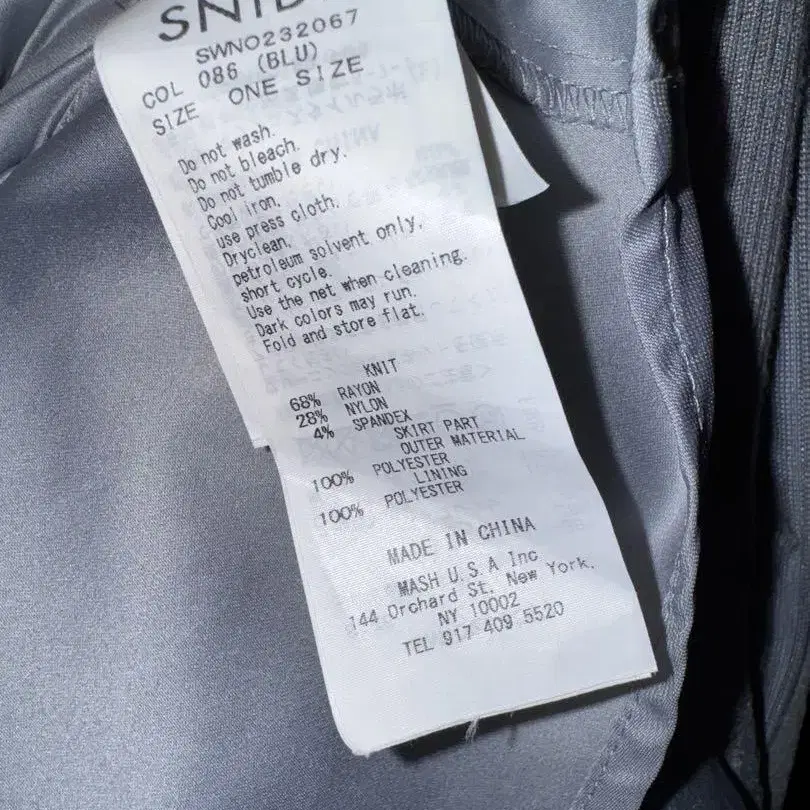 SWNO232067
COL 086 (BLU)
SIZE ONE SIZE
Do not wash.
Do not bleach.
Do not tumble dry.
Cool iron.
use press cloth.
Dryclean.
petroleum solvent only,
short cycle.
Use the net when cleaning.
Dark colors may run.
Fold and store flat.
KNIT
68% RAYON
28% NYLON
4% SPANDEX
SKIRT PART
OUTER MATERIAL
100% POLYESTER
LINING
100% POLYESTER
MADE IN CHINA
MASH U.S.A Inc
144 Orchard St. New York.
NY 10002
TEL 917 409 5520